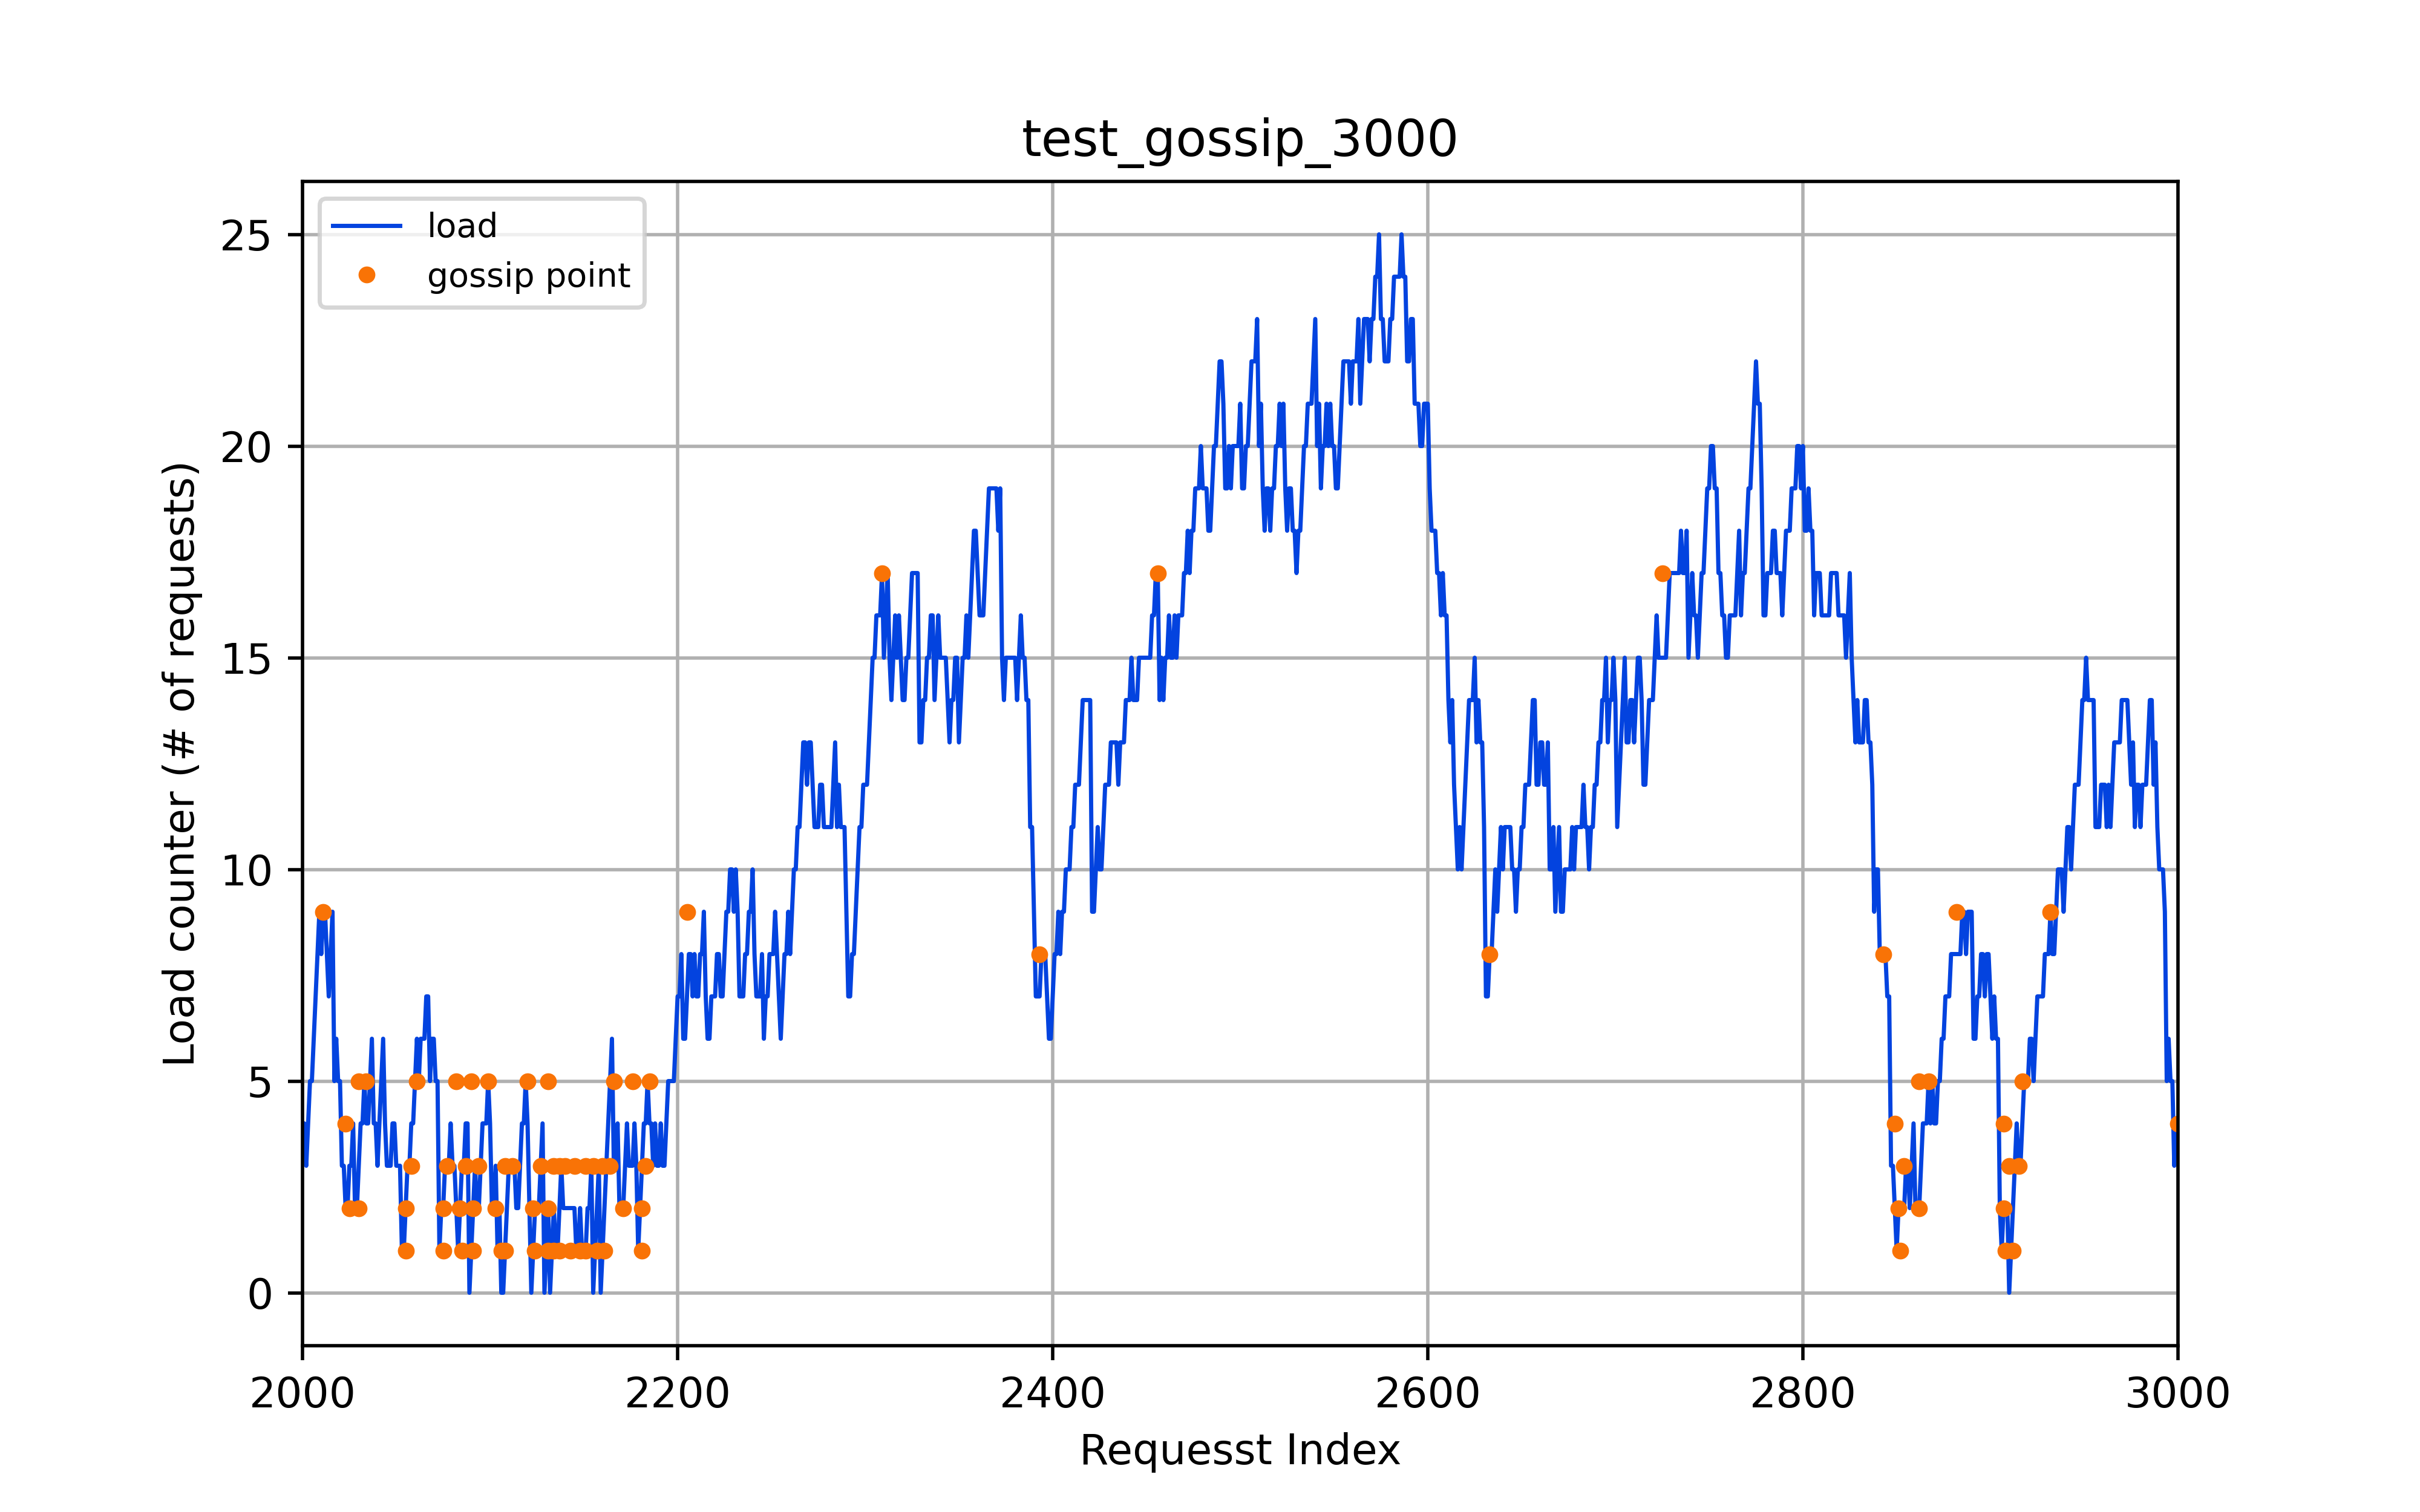 test_gossip_3000
load
gossip point
25
20
15
10
5
0
Load counter (# of requests)
2000 2200 2400 2600 2800 3000
Requesst Index